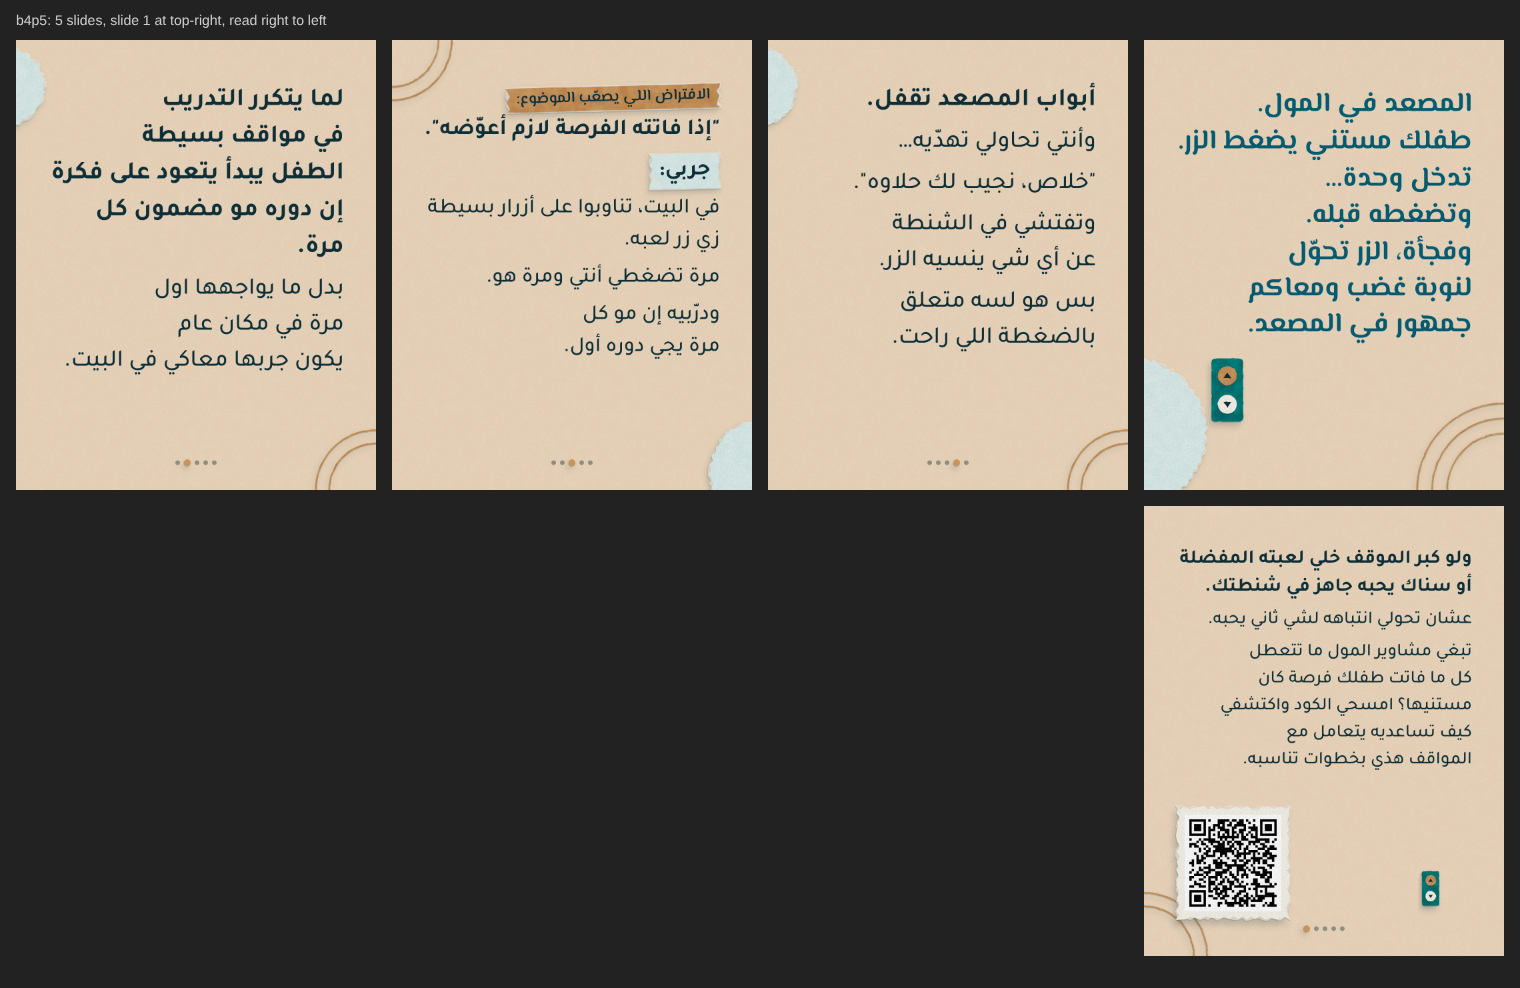 b4p5: 5 slides, slide 1 at top-right, read right to left
المصعد في المول.
طفلك مستني يضغط الزر.
تدخل وحدة...
وتضغطه قبله.
وفجأة، الزر تحوّل
لنوبة غضب ومعاكم
جمهور في المصعد.
أبواب المصعد تقفل.
وأنتي تحاولي تهدّيه...
"خلاص، نجيب لك حلاوه".
وتفتشي في الشنطة
عن أي شي ينسيه الزر.
بس هو لسه متعلق
بالضغطة اللي راحت.
الافتراض اللي يصعّب الموضوع:
"إذا فاتته الفرصة لازم أعوّضه".
جربي:
في البيت، تناوبوا على أزرار بسيطة
زي زر لعبه.
مرة تضغطي أنتي ومرة هو.
ودرّبيه إن مو كل
مرة يجي دوره أول.
لما يتكرر التدريب
في مواقف بسيطة
الطفل يبدأ يتعود على فكرة
إن دوره مو مضمون كل
مرة.
بدل ما يواجهها اول
مرة في مكان عام
يكون جربها معاكي في البيت.
ولو كبر الموقف خلي لعبته المفضلة
أو سناك يحبه جاهز في شنطتك.
عشان تحولي انتباهه لشي ثاني يحبه.
تبغي مشاوير المول ما تتعطل
كل ما فاتت طفلك فرصة كان
مستنيها؟ امسحي الكود واكتشفي
كيف تساعديه يتعامل مع
المواقف هذي بخطوات تناسبه.